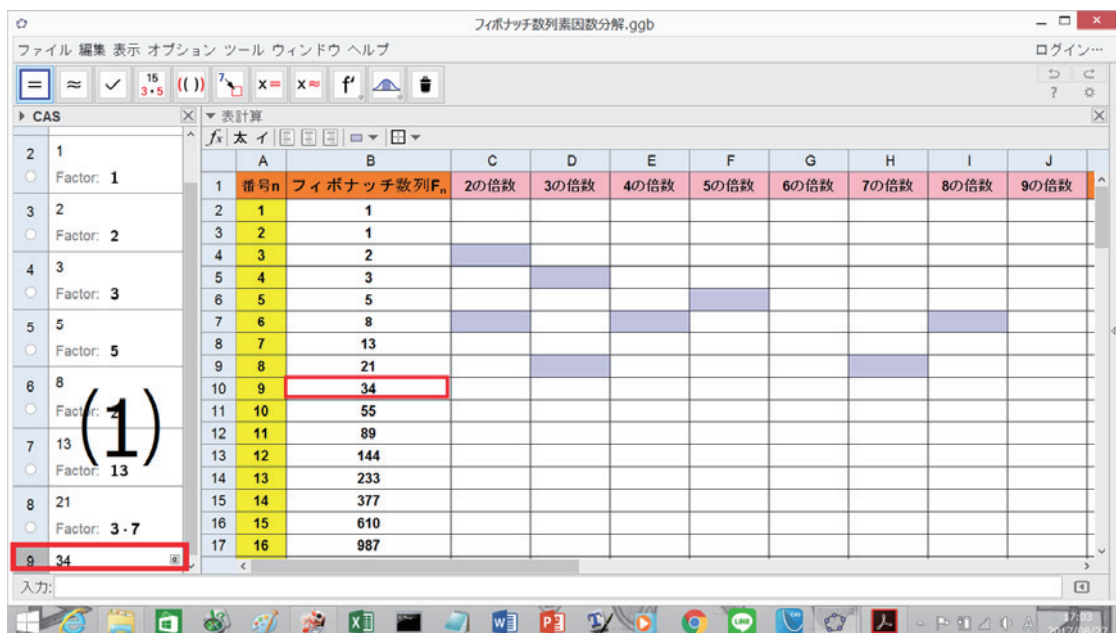 フィボナッチ数列素因数分解.ggb
ファイル 編集 表示 オプション ツール ウィンドウ ヘルプ
ログイン…
CAS
表計算
太 イ
A B C D E F G H I J
1 番号n フィボナッチ数列Fn 2の倍数 3の倍数 4の倍数 5の倍数 6の倍数 7の倍数 8の倍数 9の倍数
2 1 1
3 2 1
4 3 2
5 4 3
6 5 5
7 6 8
8 7 13
9 8 21
10 9 34
11 10 55
12 11 89
13 12 144
14 13 233
15 14 377
16 15 610
17 16 987
2 1
Factor: 1
3 2
Factor: 2
4 3
Factor: 3
5 5
Factor: 5
6 8
7 13
Factor: 13
8 21
Factor: 3·7
9 34
(1)
入力:
17:03
2017/08/27